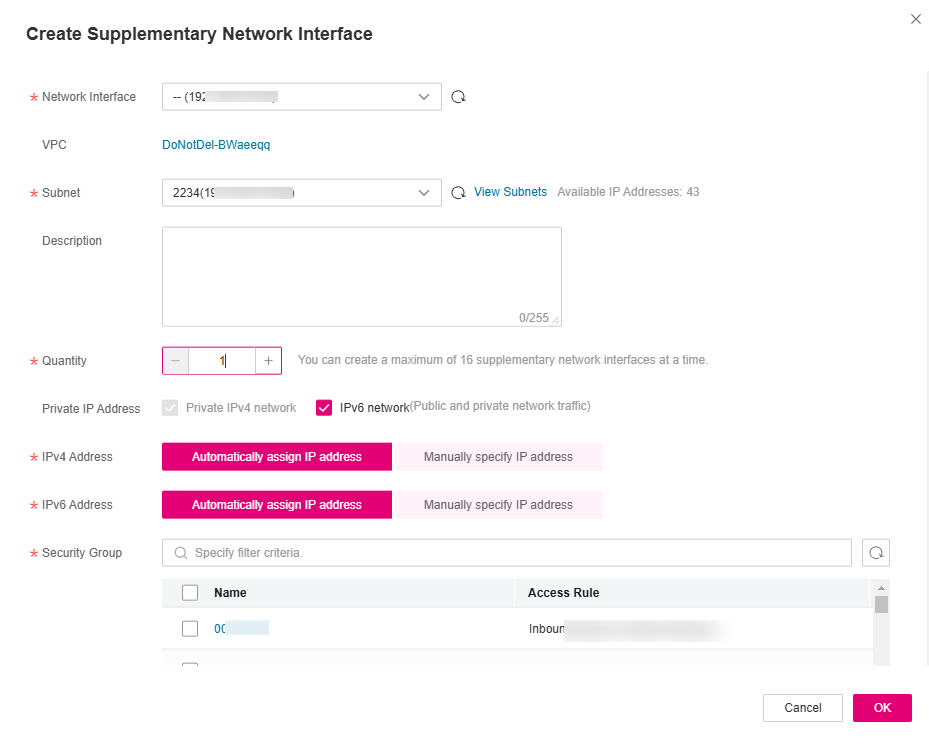 Create Supplementary Network Interface
* Network Interface -- (192
VPC DoNotDel-BWaeeqq
* Subnet 2234(19 ) View Subnets Available IP Addresses: 43
Description
0/255
* Quantity − 1 + You can create a maximum of 16 supplementary network interfaces at a time.
Private IP Address Private IPv4 network IPv6 network(Public and private network traffic)
* IPv4 Address Automatically assign IP address Manually specify IP address
* IPv6 Address Automatically assign IP address Manually specify IP address
* Security Group Specify filter criteria.
Name Access Rule
00 Inboun
Cancel OK